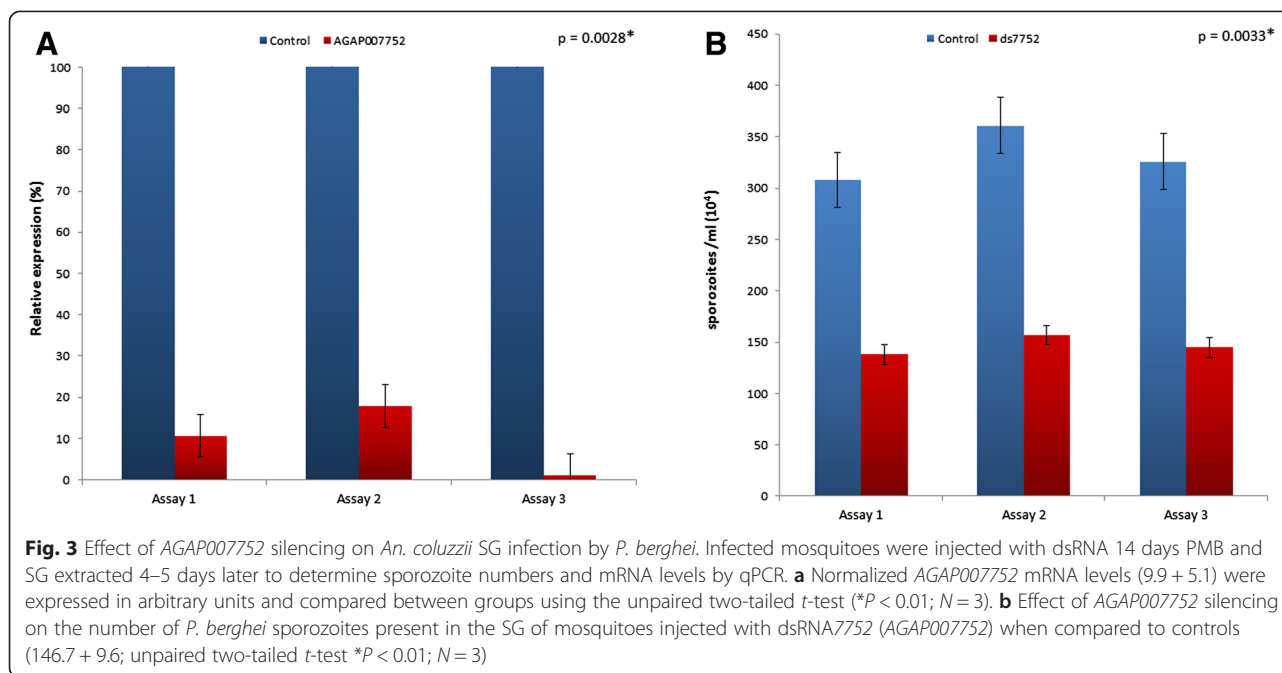 A
Control AGAP007752
p = 0.0028*
Relative expression (%)
100
90
80
70
60
50
40
30
20
10
0
Assay 1 Assay 2 Assay 3
B
Control ds7752
p = 0.0033*
sporozoites /ml (10⁴)
450
400
350
300
250
200
150
100
50
0
Assay 1 Assay 2 Assay 3
Fig. 3 Effect of AGAP007752 silencing on An. coluzzii SG infection by P. berghei. Infected mosquitoes were injected with dsRNA 14 days PMB and
SG extracted 4–5 days later to determine sporozoite numbers and mRNA levels by qPCR. a Normalized AGAP007752 mRNA levels (9.9 + 5.1) were
expressed in arbitrary units and compared between groups using the unpaired two-tailed t-test (*P < 0.01; N = 3). b Effect of AGAP007752 silencing
on the number of P. berghei sporozoites present in the SG of mosquitoes injected with dsRNA7752 (AGAP007752) when compared to controls
(146.7 + 9.6; unpaired two-tailed t-test *P < 0.01; N = 3)